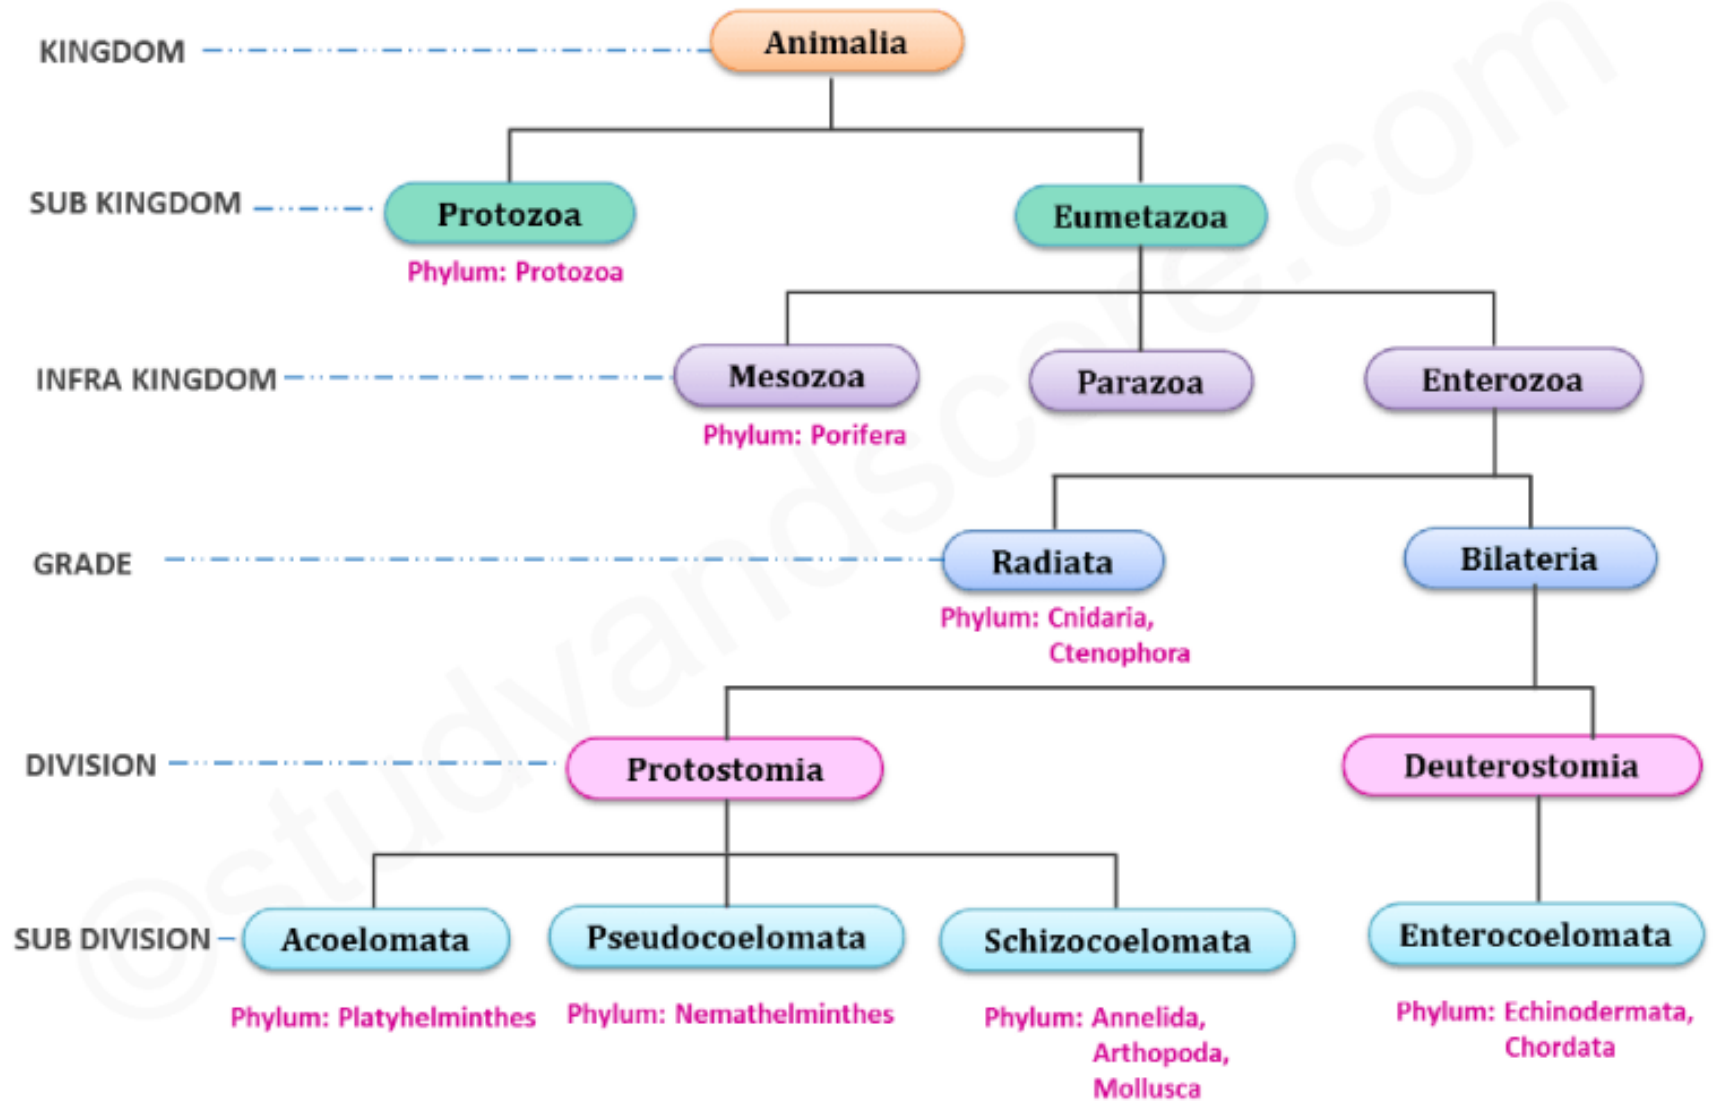 KINGDOM
Animalia
SUB KINGDOM
Protozoa
Eumetazoa
Phylum: Protozoa
INFRA KINGDOM
Mesozoa
Parazoa
Enterozoa
Phylum: Porifera
GRADE
Radiata
Bilateria
Phylum: Cnidaria,
Ctenophora
DIVISION
Protostomia
Deuterostomia
SUB DIVISION
Acoelomata
Pseudocoelomata
Schizocoelomata
Enterocoelomata
Phylum: Platyhelminthes
Phylum: Nemathelminthes
Phylum: Annelida,
Arthopoda,
Mollusca
Phylum: Echinodermata,
Chordata
©studyandscore.com